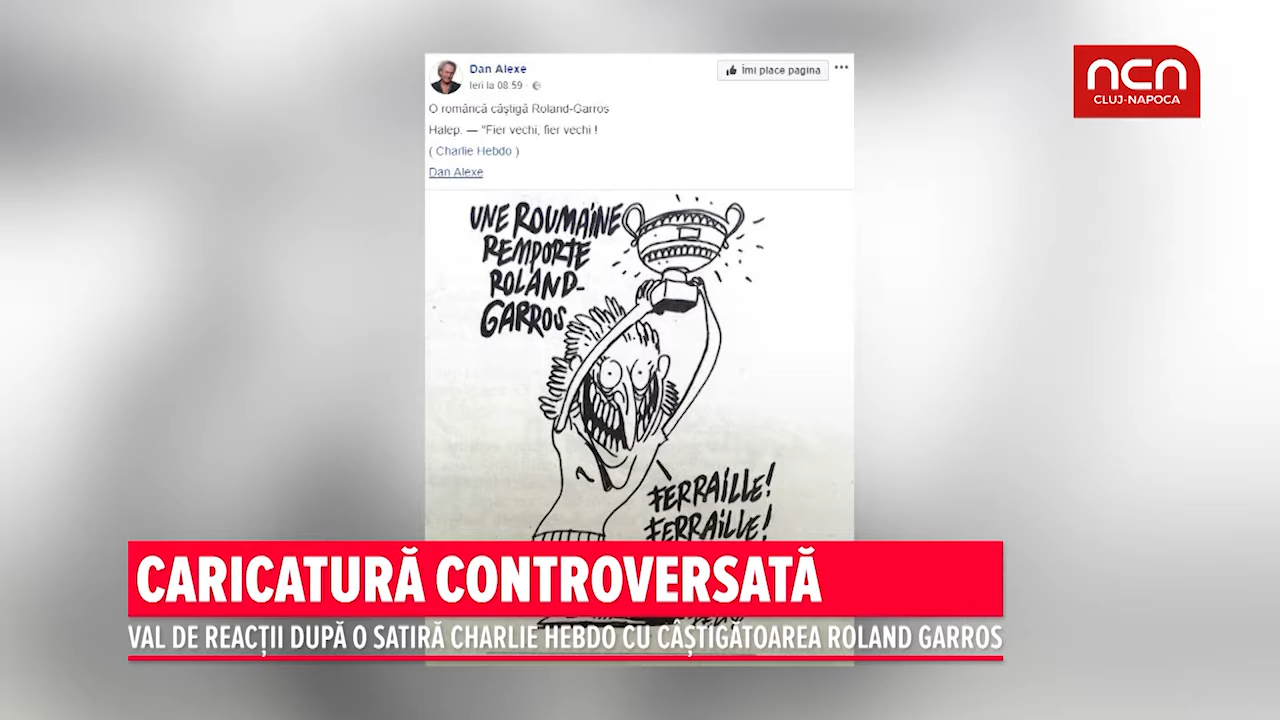 Dan Alexe
Ieri la 08:59
Îmi place pagina
O româncă câștigă Roland-Garros
Halep. — "Fier vechi, fier vechi !
( Charlie Hebdo )
Dan Alexe
ncn
CLUJ-NAPOCA
UNE ROUMAINE
REMPORTE
ROLAND-
GARROS
FERRAILLE!
FERRAILLE!
CARICATURĂ CONTROVERSATĂ
VAL DE REACȚII DUPĂ O SATIRĂ CHARLIE HEBDO CU CÂȘTIGĂTOAREA ROLAND GARROS